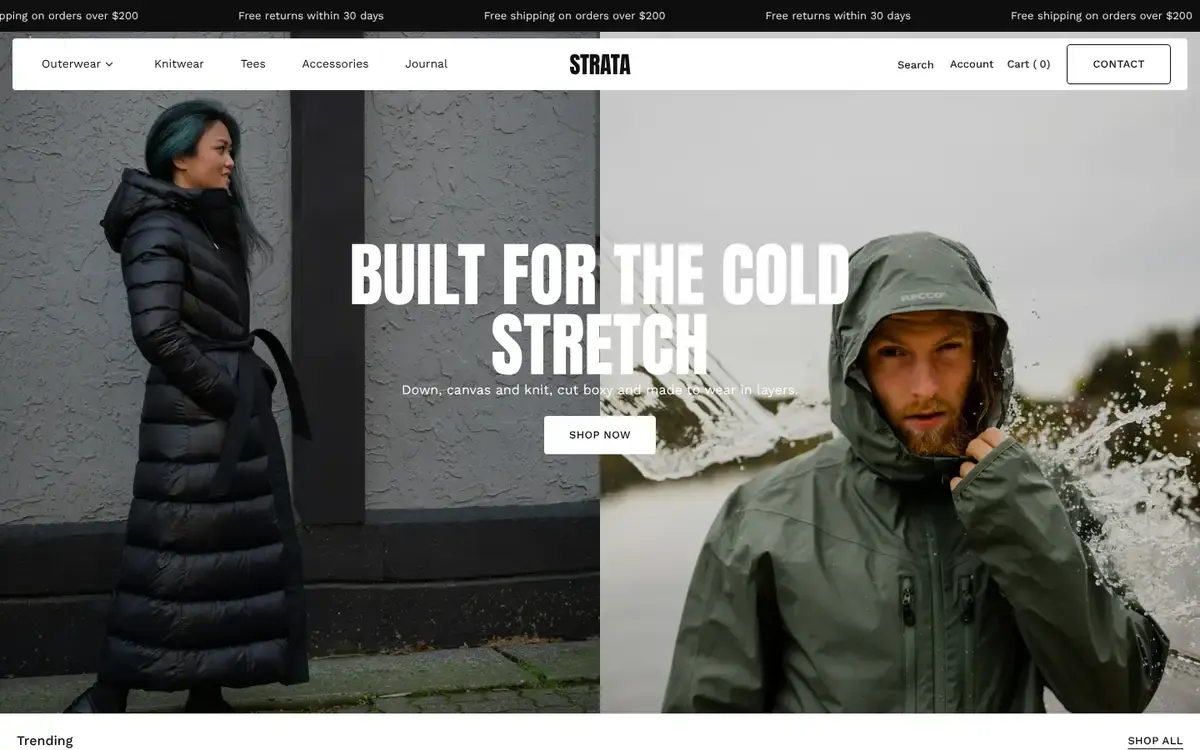 pping on orders over $200 Free returns within 30 days Free shipping on orders over $200 Free returns within 30 days Free shipping on orders over $200
Outerwear Knitwear Tees Accessories Journal STRATA Search Account Cart ( 0) CONTACT
BUILT FOR THE COLD
STRETCH
RECCO
Down, canvas and knit, cut boxy and made to wear in layers.
SHOP NOW
Trending SHOP ALL